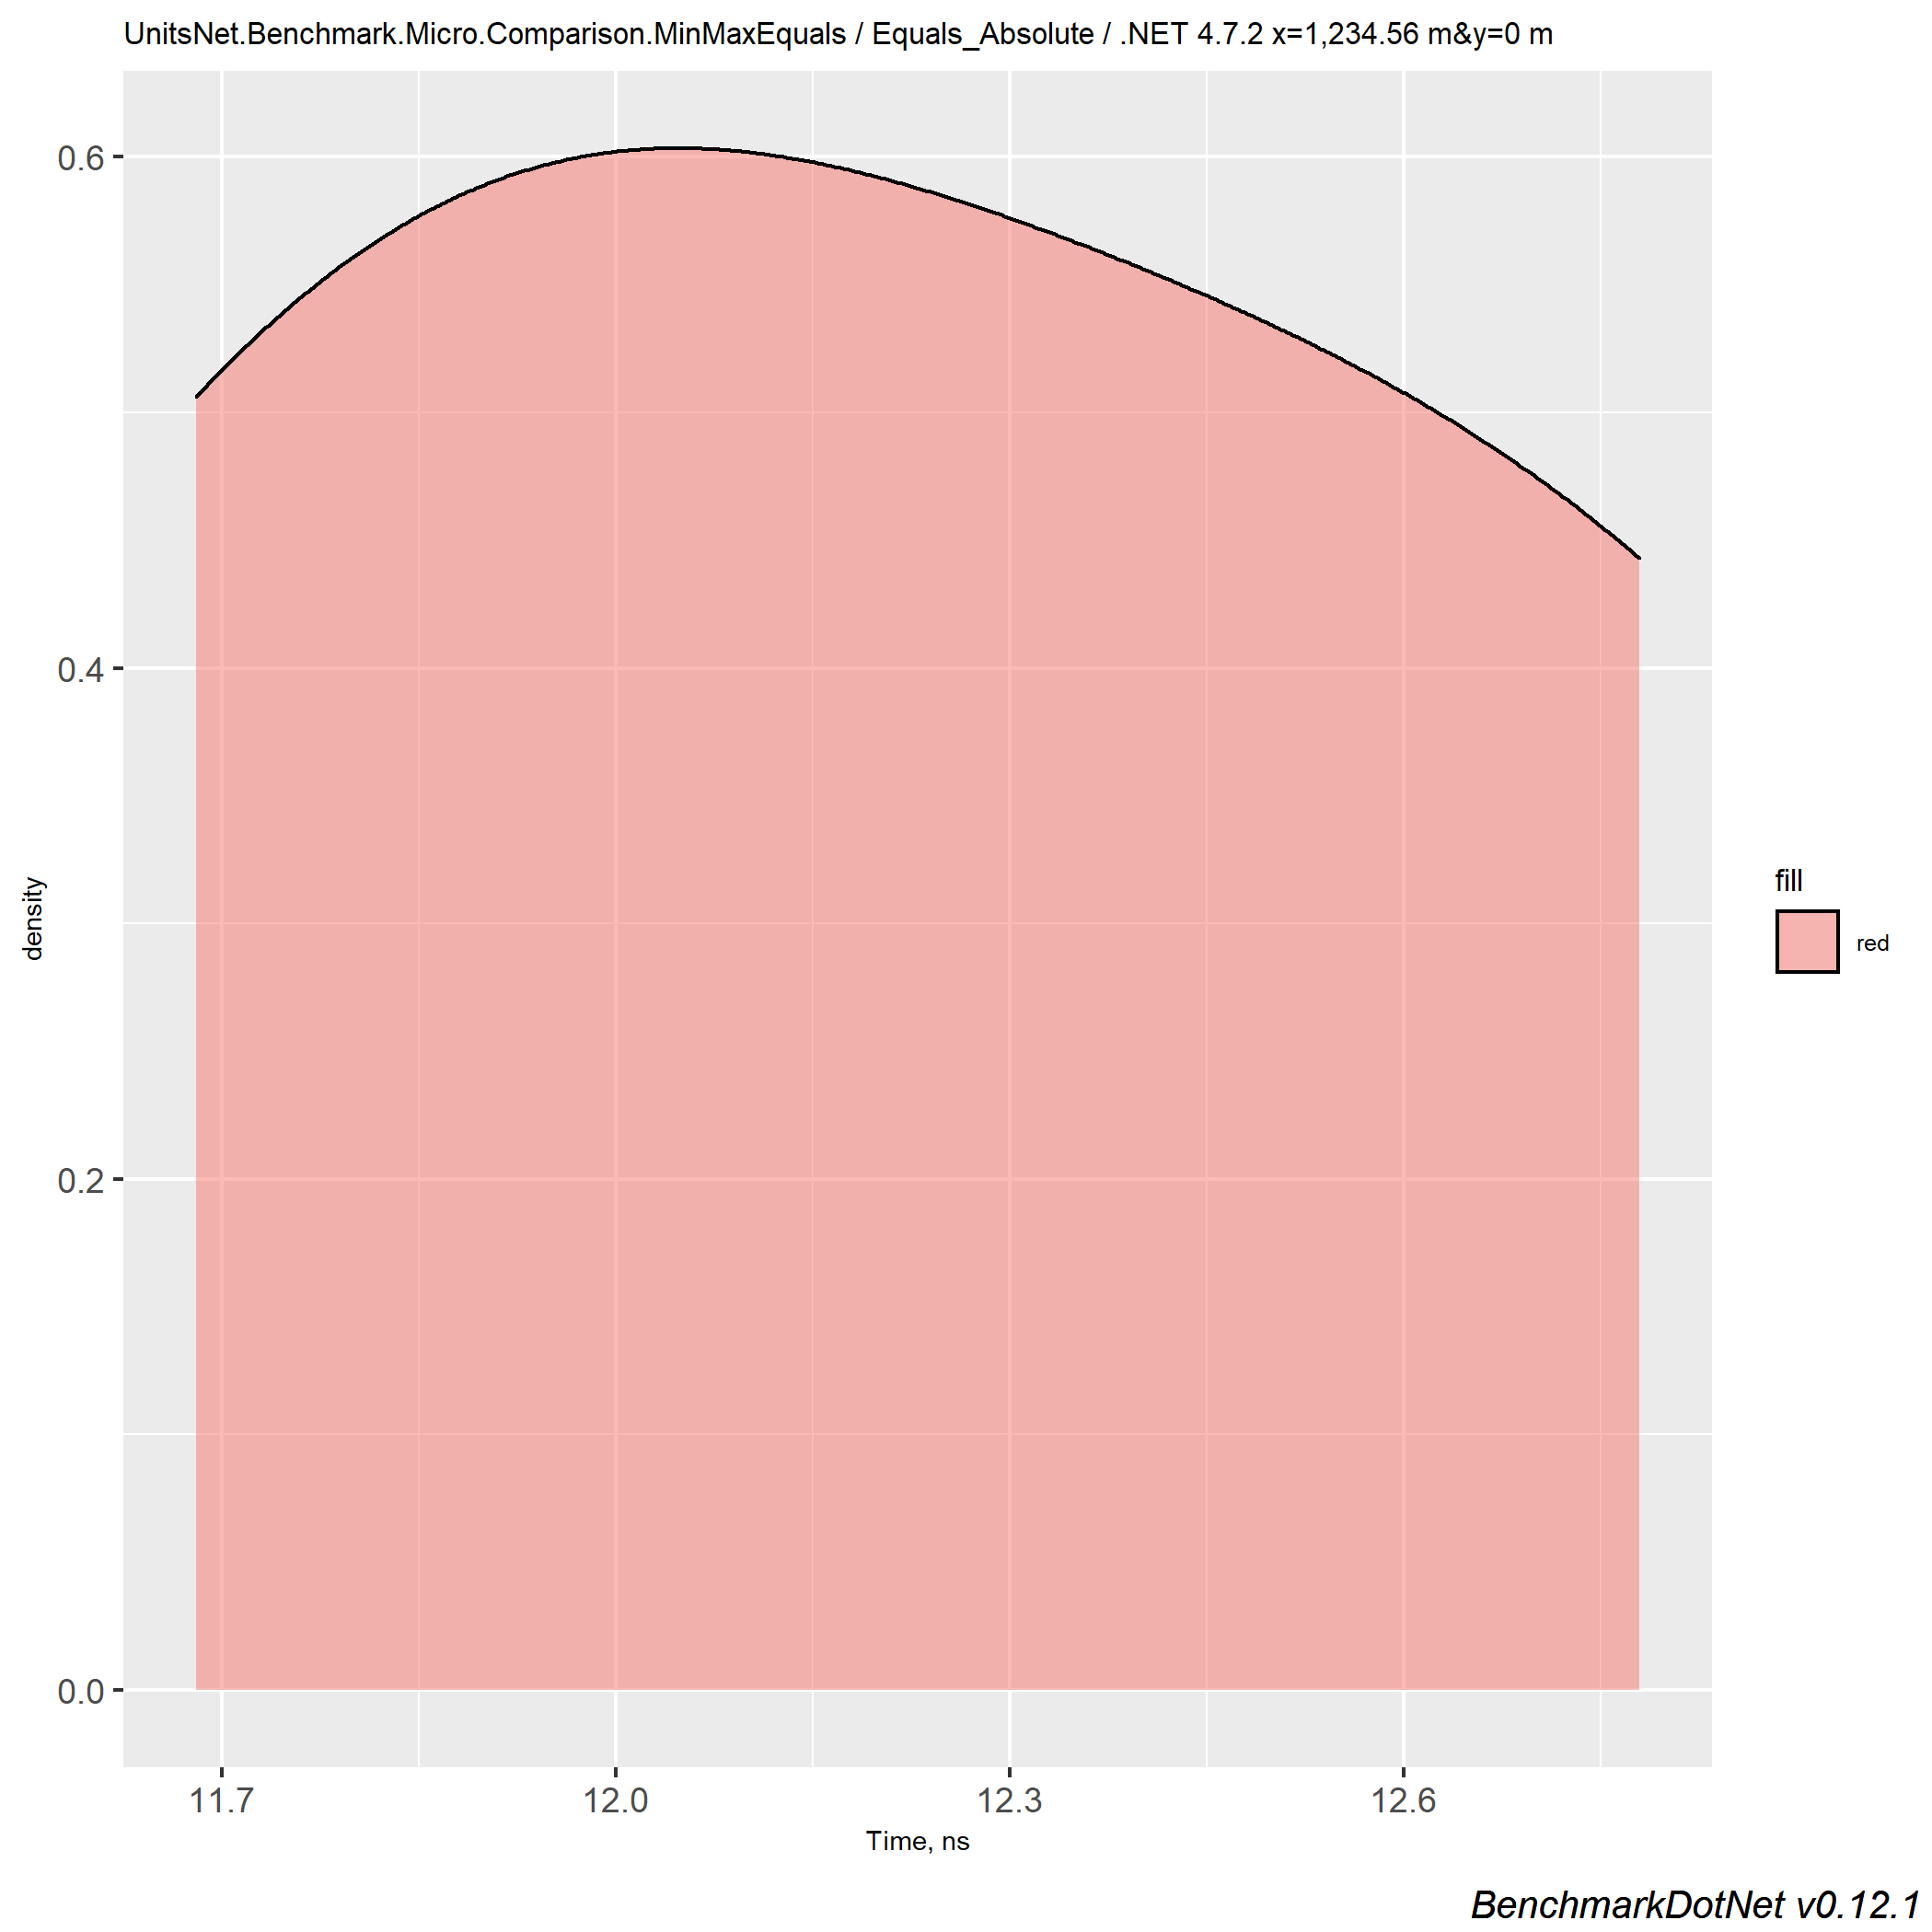 UnitsNet.Benchmark.Micro.Comparison.MinMaxEquals / Equals_Absolute / .NET 4.7.2 x=1,234.56 m&y=0 m
0.6
0.4
0.2
0.0
density
11.7 12.0 12.3 12.6
Time, ns
fill
red
BenchmarkDotNet v0.12.1